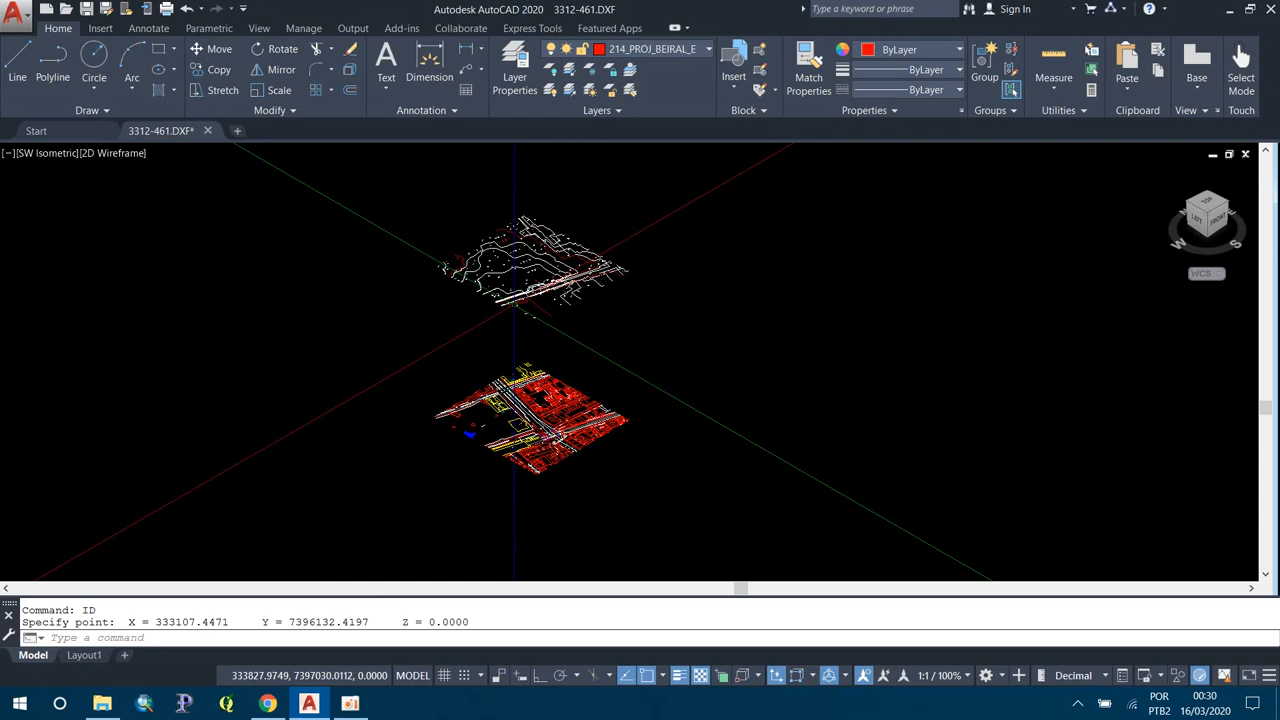 Autodesk AutoCAD 2020 3312-461.DXF
Type a keyword or phrase
Sign In
Home Insert Annotate Parametric View Manage Output Add-ins Collaborate Express Tools Featured Apps
Line Polyline Circle Arc
Move Rotate
Copy Mirror
Stretch Scale
Text Dimension
Layer Properties
214_PROJ_BEIRAL_E
Insert
Match Properties
ByLayer
ByLayer
ByLayer
Group
Measure
Paste
Base
Select Mode
Draw Modify Annotation Layers Block Properties Groups Utilities Clipboard View Touch
Start 3312-461.DXF*
[−][SW Isometric][2D Wireframe]
TOP
LEFT FRONT
W S
WCS
Command: ID
Specify point: X = 333107.4471 Y = 7396132.4197 Z = 0.0000
Type a command
Model Layout1
333827.9749, 7397030.0112, 0.0000 MODEL 1:1 / 100% Decimal
POR
PTB2
00:30
16/03/2020